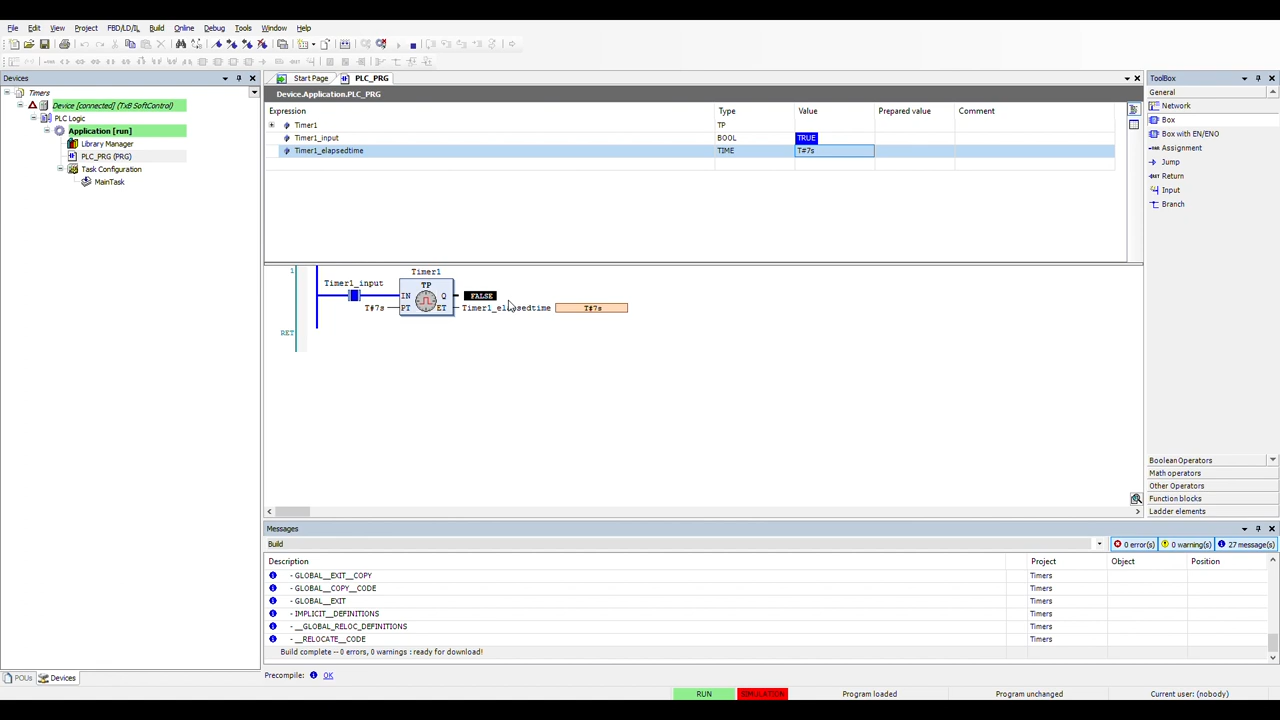 File Edit View Project FBD/LD/IL Build Online Debug Tools Window Help
Devices
Timers
Device [connected] (TxB SoftControl)
PLC Logic
Application [run]
Library Manager
PLC_PRG (PRG)
Task Configuration
MainTask
POUs Devices
Start Page PLC_PRG
Device.Application.PLC_PRG
Expression Type Value Prepared value Comment
Timer1 TP
Timer1_input BOOL TRUE
Timer1_elapsedtime TIME T#7s
1
Timer1
Timer1_input TP
IN Q FALSE
T#7s PT ET Timer1_elapsedtime T#7s
RET
Messages
Build 0 error(s) 0 warning(s) 27 message(s)
Description Project Object Position
- GLOBAL__EXIT__COPY Timers
- GLOBAL__COPY__CODE Timers
- GLOBAL__EXIT Timers
- IMPLICIT__DEFINITIONS Timers
- __GLOBAL_RELOC_DEFINITIONS Timers
- __RELOCATE__CODE Timers
Build complete -- 0 errors, 0 warnings : ready for download!
Precompile: OK
ToolBox
General
Network
Box
Box with EN/ENO
Assignment
Jump
Return
Input
Branch
Boolean Operators
Math operators
Other Operators
Function blocks
Ladder elements
RUN SIMULATION Program loaded Program unchanged Current user: (nobody)